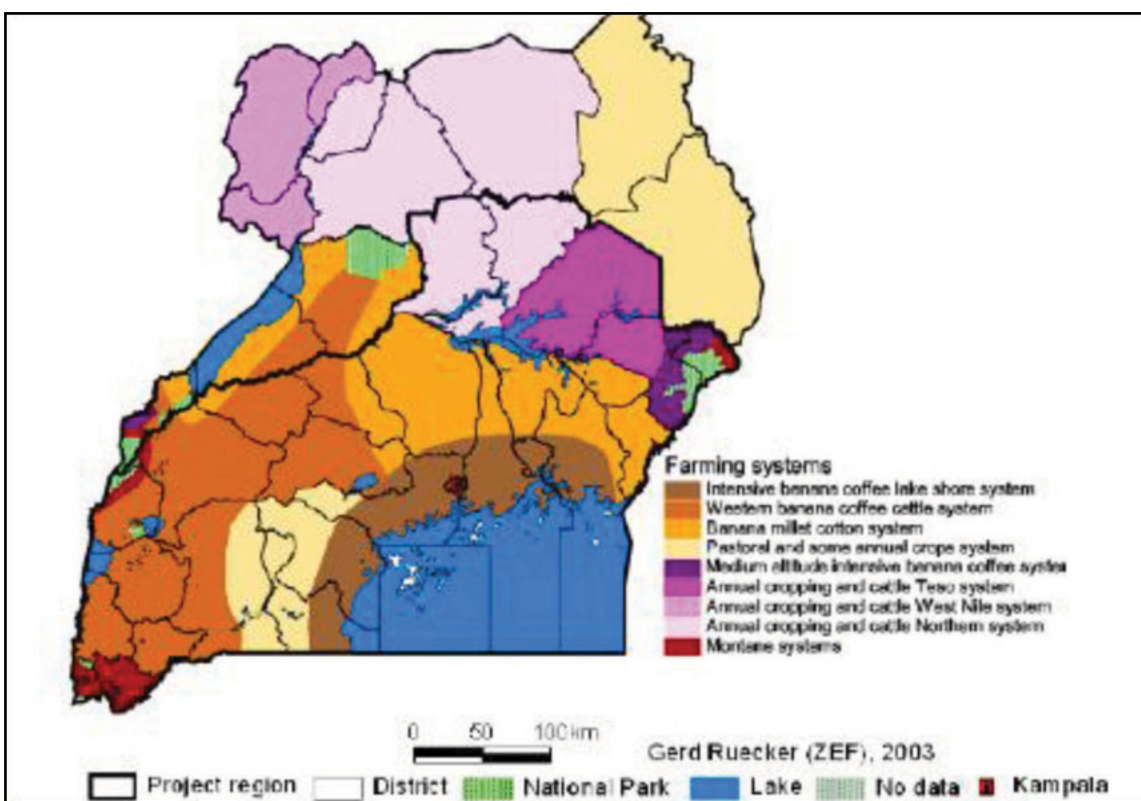 Farming systems
Intensive banana coffee lake shore system
Western banana coffee cattle system
Banana millet cotton system
Pastoral and some annual crops system
Medium altitude intensive banana coffee system
Annual cropping and cattle Teso system
Annual cropping and cattle West Nile system
Annual cropping and cattle Northern system
Montane systems
0 50 100 km
Gerd Ruecker (ZEF), 2003
Project region District National Park Lake No data Kampala